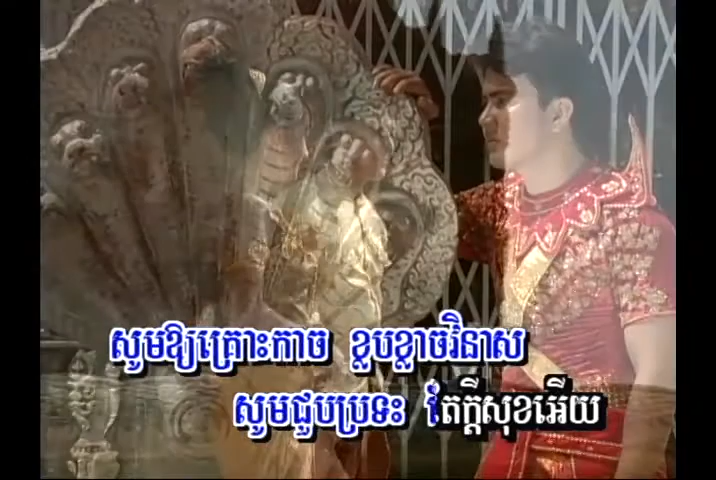 សូមឱ្យគ្រោះកាច ខ្លបខ្លាចវិនាស
សូមជួបប្រទះ តែក្ដីសុខអើយ